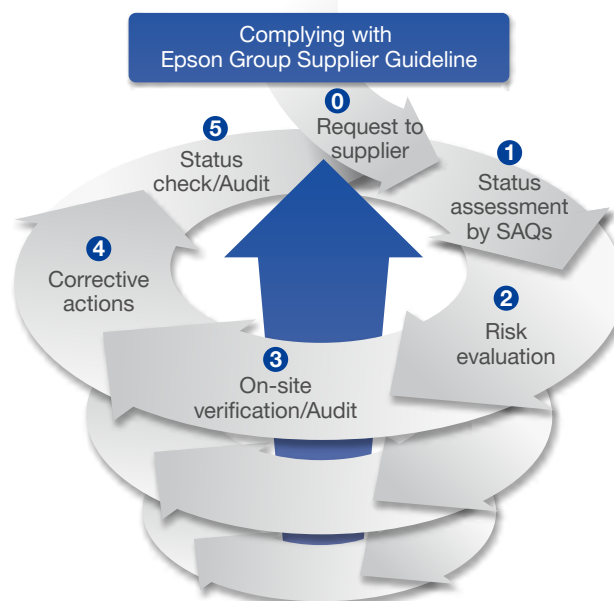 Complying with
Epson Group Supplier Guideline
0
Request to
supplier
1
Status
assessment
by SAQs
2
Risk
evaluation
3
On-site
verification/Audit
4
Corrective
actions
5
Status
check/Audit